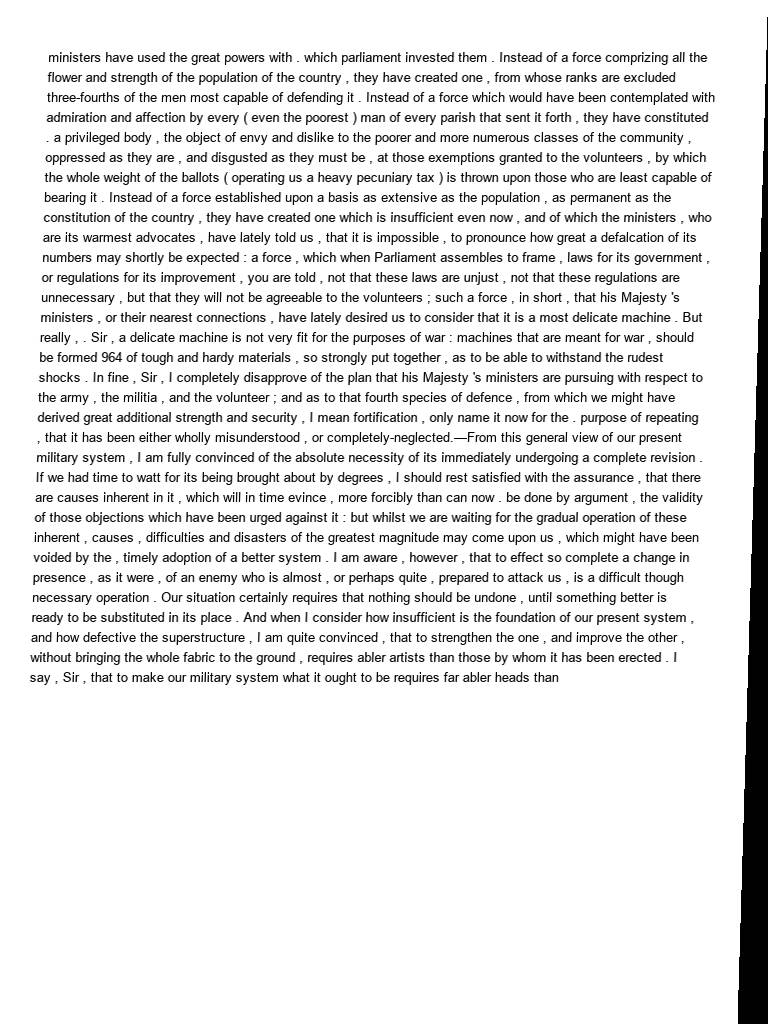 ministers have used the great powers with . which parliament invested them . Instead of a force comprizing all the
flower and strength of the population of the country , they have created one , from whose ranks are excluded
three-fourths of the men most capable of defending it . Instead of a force which would have been contemplated with
admiration and affection by every ( even the poorest ) man of every parish that sent it forth , they have constituted
. a privileged body , the object of envy and dislike to the poorer and more numerous classes of the community ,
oppressed as they are , and disgusted as they must be , at those exemptions granted to the volunteers , by which
the whole weight of the ballots ( operating us a heavy pecuniary tax ) is thrown upon those who are least capable of
bearing it . Instead of a force established upon a basis as extensive as the population , as permanent as the
constitution of the country , they have created one which is insufficient even now , and of which the ministers , who
are its warmest advocates , have lately told us , that it is impossible , to pronounce how great a defalcation of its
numbers may shortly be expected : a force , which when Parliament assembles to frame , laws for its government ,
or regulations for its improvement , you are told , not that these laws are unjust , not that these regulations are
unnecessary , but that they will not be agreeable to the volunteers ; such a force , in short , that his Majesty 's
ministers , or their nearest connections , have lately desired us to consider that it is a most delicate machine . But
really , . Sir , a delicate machine is not very fit for the purposes of war : machines that are meant for war , should
be formed 964 of tough and hardy materials , so strongly put together , as to be able to withstand the rudest
shocks . In fine , Sir , I completely disapprove of the plan that his Majesty 's ministers are pursuing with respect to
the army , the militia , and the volunteer ; and as to that fourth species of defence , from which we might have
derived great additional strength and security , I mean fortification , only name it now for the . purpose of repeating
, that it has been either wholly misunderstood , or completely-neglected.—From this general view of our present
military system , I am fully convinced of the absolute necessity of its immediately undergoing a complete revision .
If we had time to watt for its being brought about by degrees , I should rest satisfied with the assurance , that there
are causes inherent in it , which will in time evince , more forcibly than can now . be done by argument , the validity
of those objections which have been urged against it : but whilst we are waiting for the gradual operation of these
inherent , causes , difficulties and disasters of the greatest magnitude may come upon us , which might have been
voided by the , timely adoption of a better system . I am aware , however , that to effect so complete a change in
presence , as it were , of an enemy who is almost , or perhaps quite , prepared to attack us , is a difficult though
necessary operation . Our situation certainly requires that nothing should be undone , until something better is
ready to be substituted in its place . And when I consider how insufficient is the foundation of our present system ,
and how defective the superstructure , I am quite convinced , that to strengthen the one , and improve the other ,
without bringing the whole fabric to the ground , requires abler artists than those by whom it has been erected . I
say , Sir , that to make our military system what it ought to be requires far abler heads than